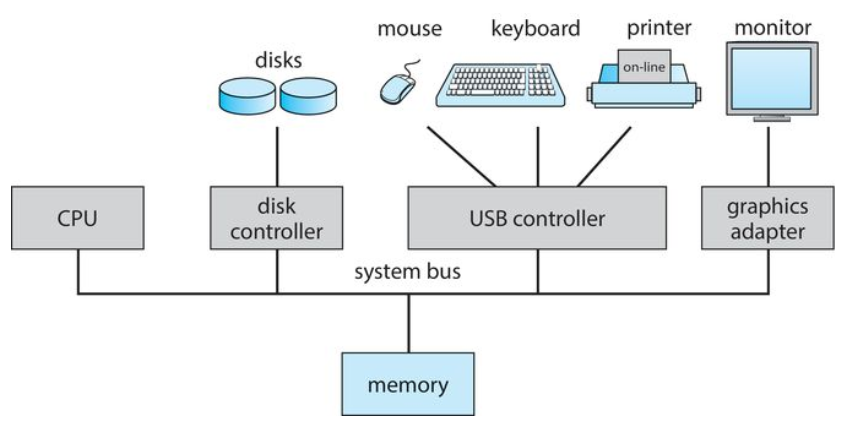 mouse
keyboard
printer
monitor
disks
on-line
CPU
disk
controller
USB controller
graphics
adapter
system bus
memory